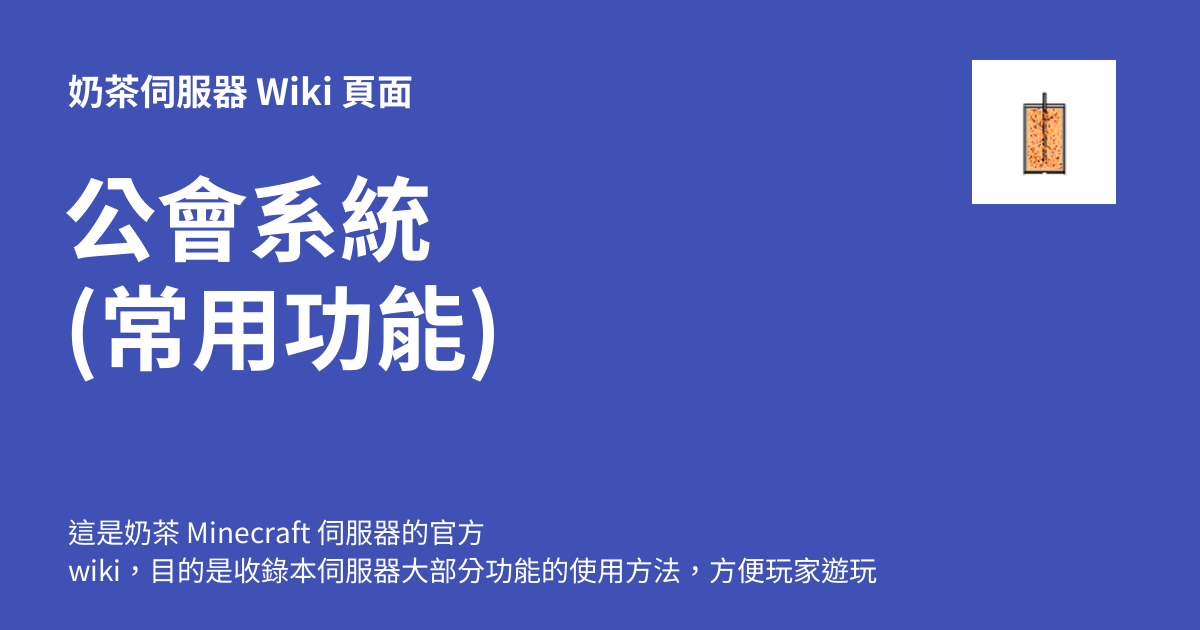 奶茶伺服器 Wiki 頁面
公會系統
(常用功能)
這是奶茶 Minecraft 伺服器的官方
wiki，目的是收錄本伺服器大部分功能的使用方法，方便玩家遊玩